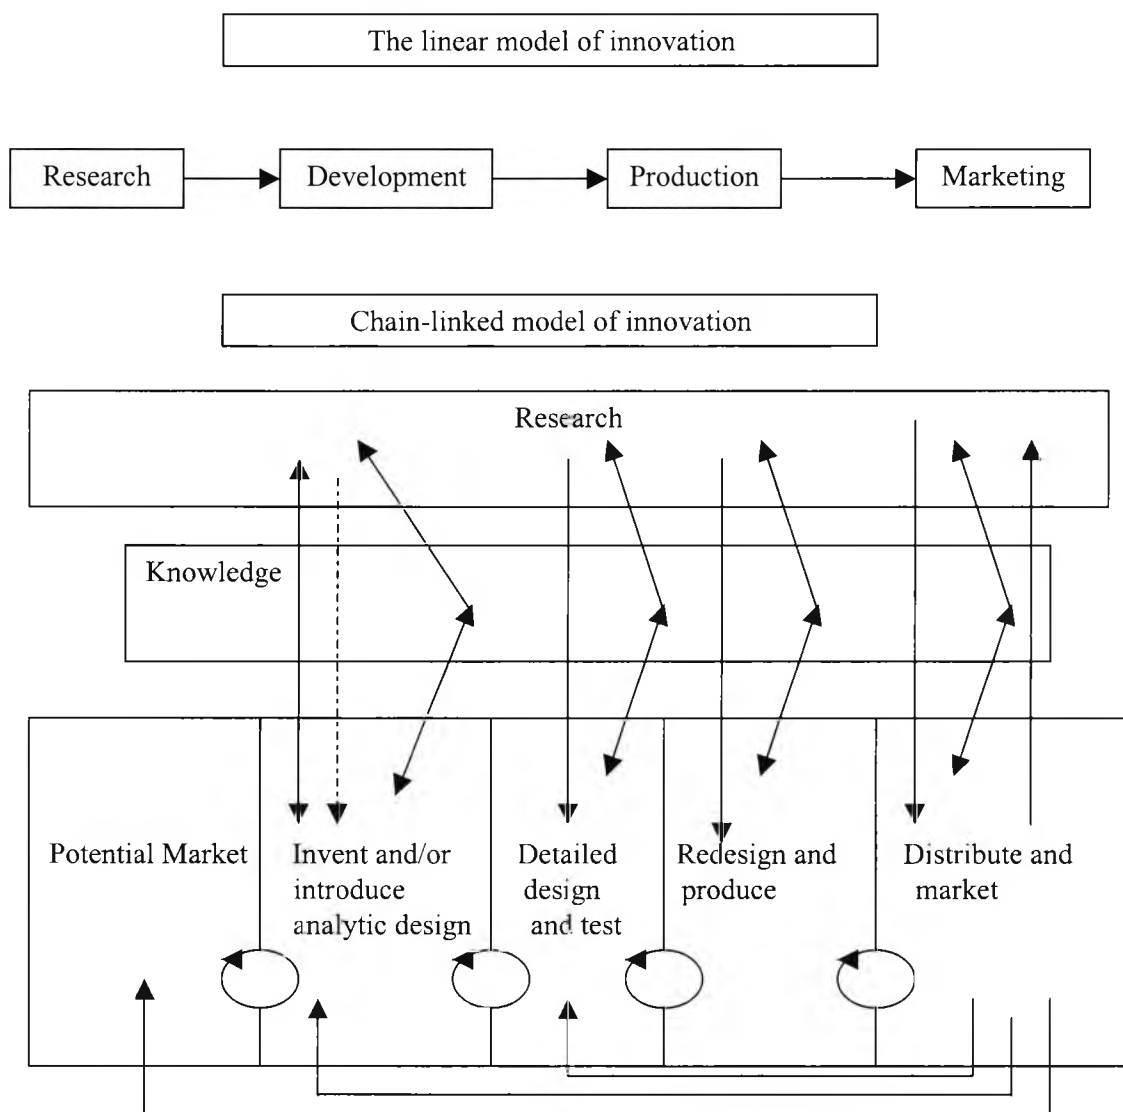 The linear model of innovation
Research
Development
Production
Marketing
Chain-linked model of innovation
Research
Knowledge
Potential Market
Invent and/or
introduce
analytic design
Detailed
design
and test
Redesign and
produce
Distribute and
market